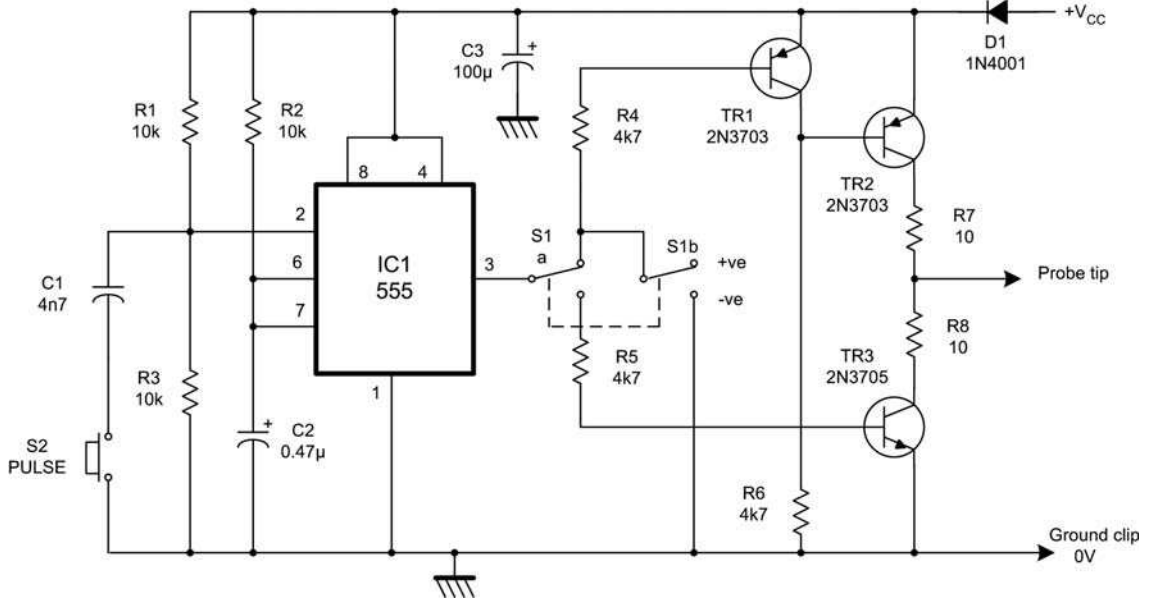 +VCC
D1
1N4001
C3
100µ
+
R1
10k
R2
10k
R4
4k7
TR1
2N3703
8
4
TR2
2N3703
2
R7
10
S1
a
S1b
+ve
6
IC1
555
3
Probe tip
C1
4n7
-ve
7
R8
10
R5
4k7
TR3
2N3705
R3
10k
1
+
C2
0.47µ
S2
PULSE
R6
4k7
Ground clip
0V